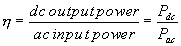 η = dc output power / ac input power = P_dc / P_ac